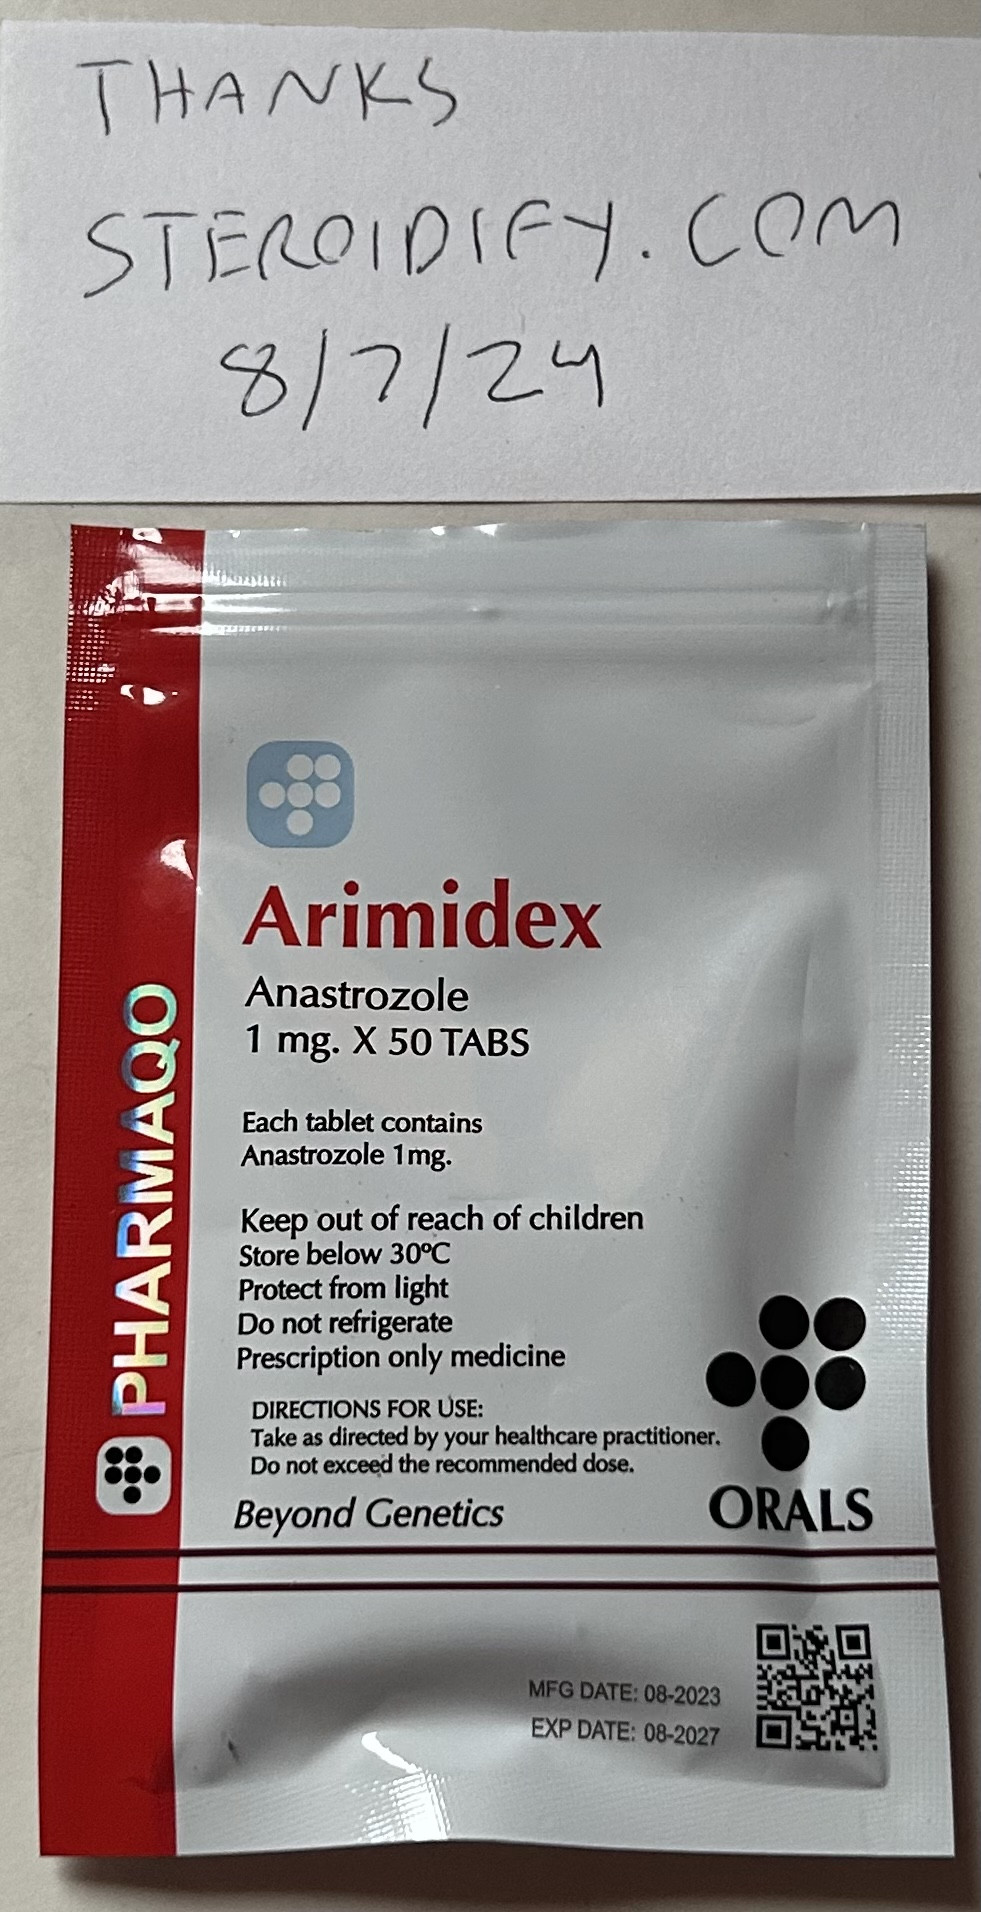 THANKS
STEROIDIFY.COM
8/7/24
Arimidex
Anastrozole
1 mg. X 50 TABS
Each tablet contains
Anastrozole 1mg.
Keep out of reach of children
Store below 30ºC
Protect from light
Do not refrigerate
Prescription only medicine
DIRECTIONS FOR USE:
Take as directed by your healthcare practitioner.
Do not exceed the recommended dose.
Beyond Genetics
ORALS
PHARMAQO
MFG DATE: 08-2023
EXP DATE: 08-2027